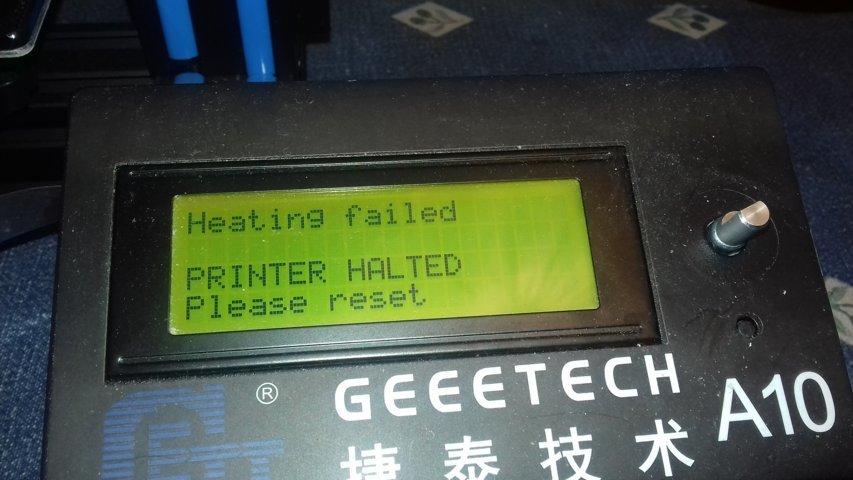 Heating failed
PRINTER HALTED
Please reset
®
GEEETECH
捷泰技术 A10